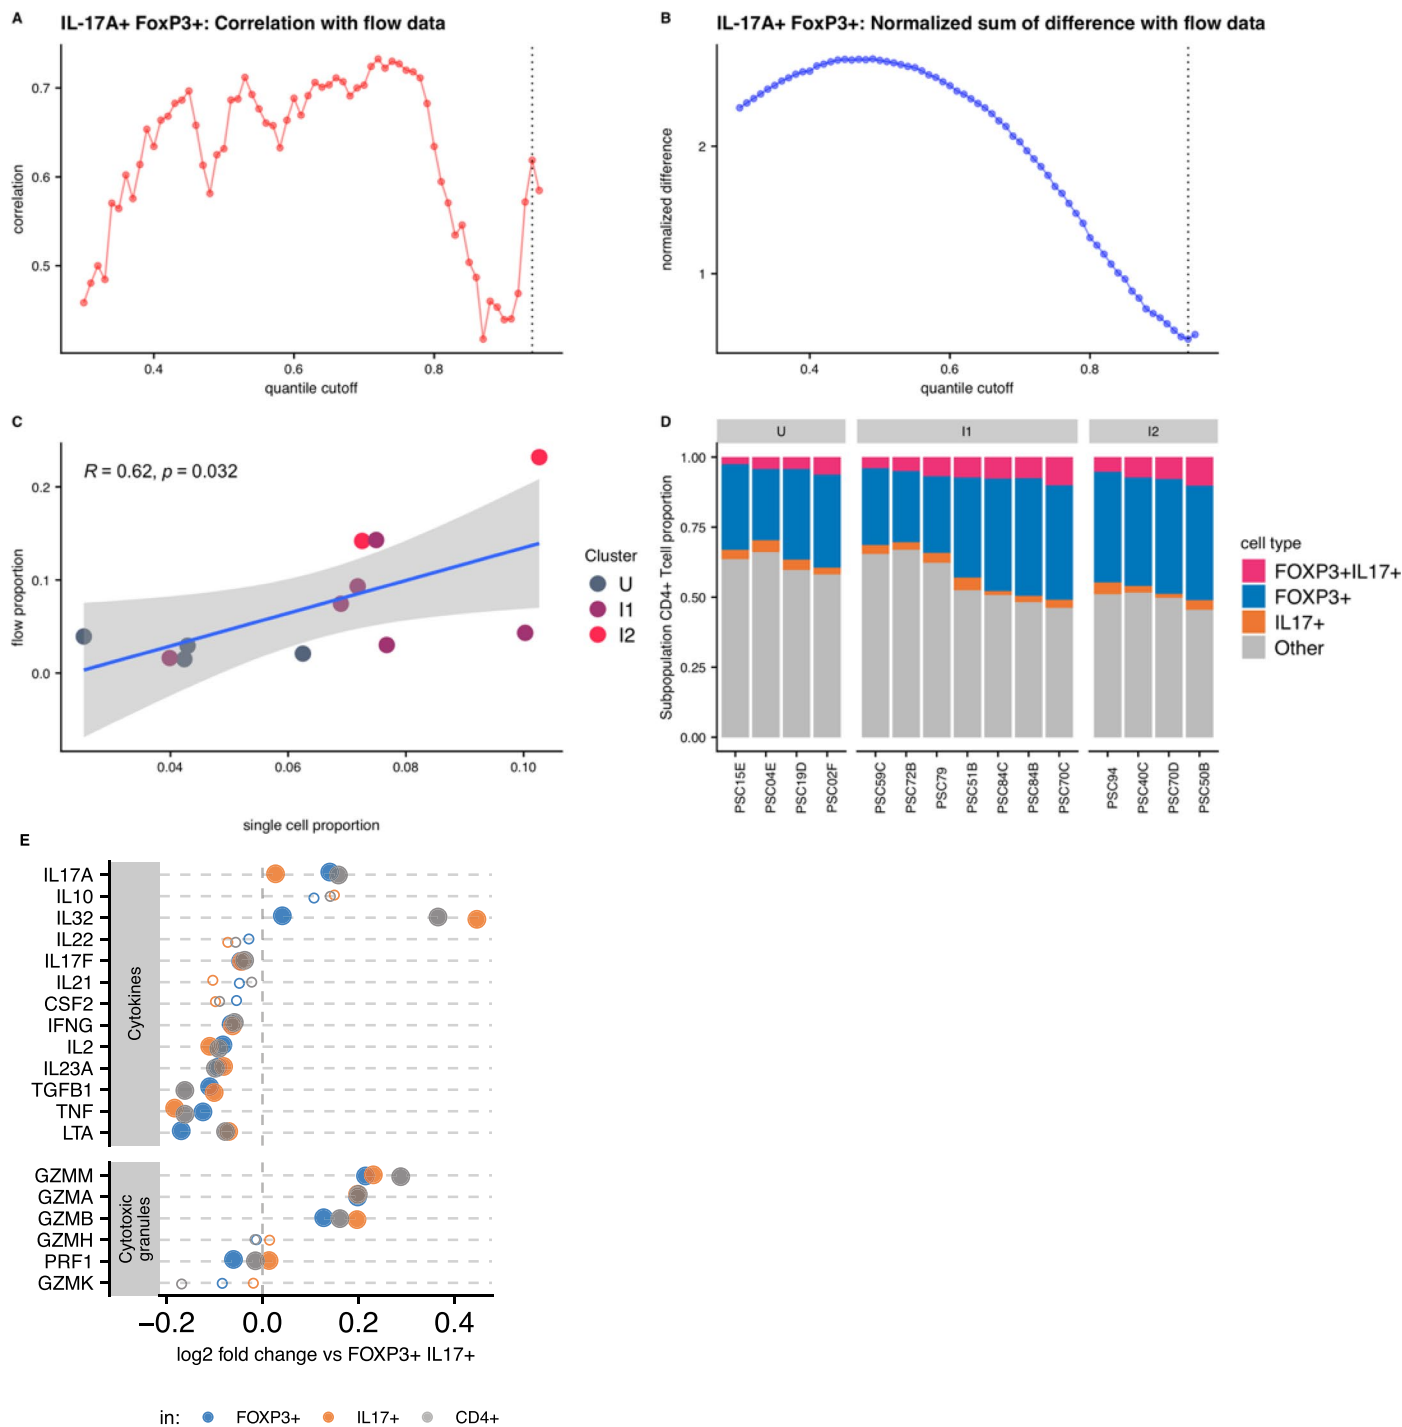 A
IL-17A+ FoxP3+: Correlation with flow data
correlation
0.7
0.6
0.5
0.4
0.6
0.8
quantile cutoff
B
IL-17A+ FoxP3+: Normalized sum of difference with flow data
normalized difference
2
1
0.4
0.6
0.8
quantile cutoff
C
R = 0.62, p = 0.032
flow proportion
0.2
0.1
0.0
0.04
0.06
0.08
0.10
single cell proportion
Cluster
U
I1
I2
D
U
I1
I2
Subpopulation CD4+ Tcell proportion
1.00
0.75
0.50
0.25
0.00
PSC15E
PSC04E
PSC19D
PSC02F
PSC59C
PSC72B
PSC79
PSC51B
PSC84C
PSC84B
PSC70C
PSC94
PSC40C
PSC70D
PSC50B
cell type
FOXP3+IL17+
FOXP3+
IL17+
Other
E
Cytokines
IL17A
IL10
IL32
IL22
IL17F
IL21
CSF2
IFNG
IL2
IL23A
TGFB1
TNF
LTA
Cytotoxic
granules
GZMM
GZMA
GZMB
GZMH
PRF1
GZMK
−0.2
0.0
0.2
0.4
log2 fold change vs FOXP3+ IL17+
in: FOXP3+ IL17+ CD4+